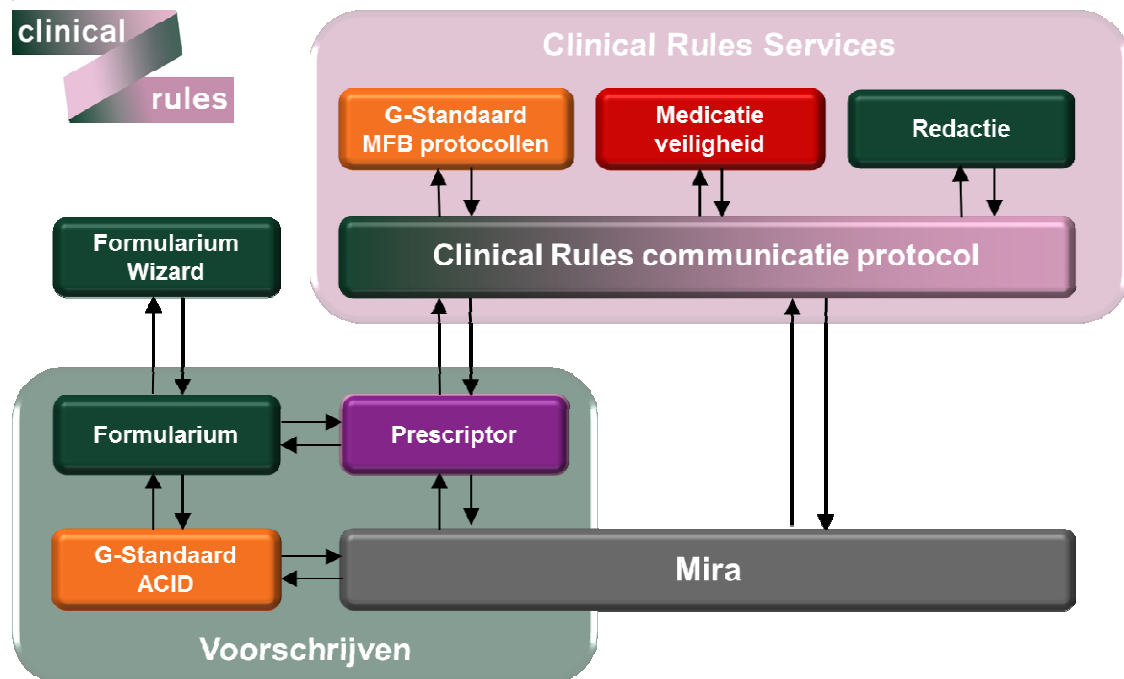 clinical
rules
Clinical Rules Services
G-Standaard
MFB protocollen
Medicatie
veiligheid
Redactie
Clinical Rules communicatie protocol
Formularium
Wizard
Formularium
Prescriptor
G-Standaard
ACID
Mira
Voorschrijven